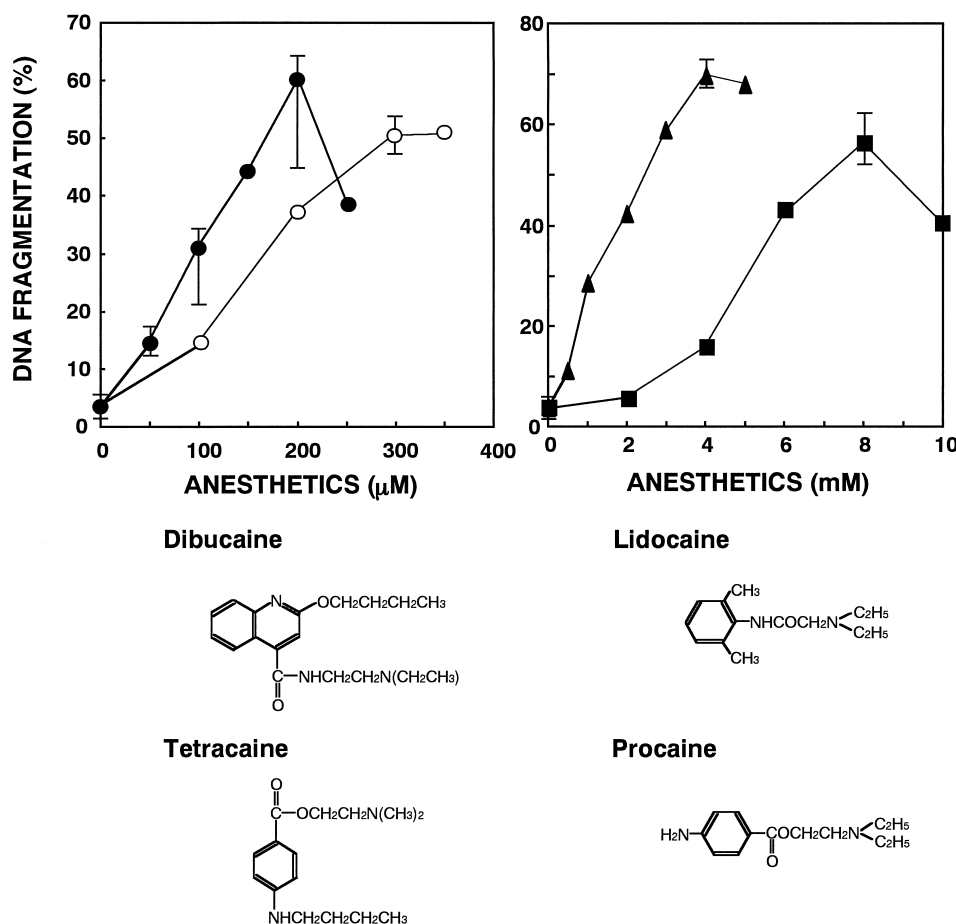 DNA FRAGMENTATION (%)
70
60
50
40
30
20
10
0
0 100 200 300 400
ANESTHETICS (μM)
80
60
40
20
0
0 2 4 6 8 10
ANESTHETICS (mM)
Dibucaine
N
OCH2CH2CH2CH3
C NHCH2CH2N(CH2CH3)
O
Lidocaine
CH3
NHCOCH2N
C2H5
C2H5
CH3
Tetracaine
O
C OCH2CH2N(CH3)2
NHCH2CH2CH2CH3
Procaine
H2N
COCH2CH2N
C2H5
C2H5
O